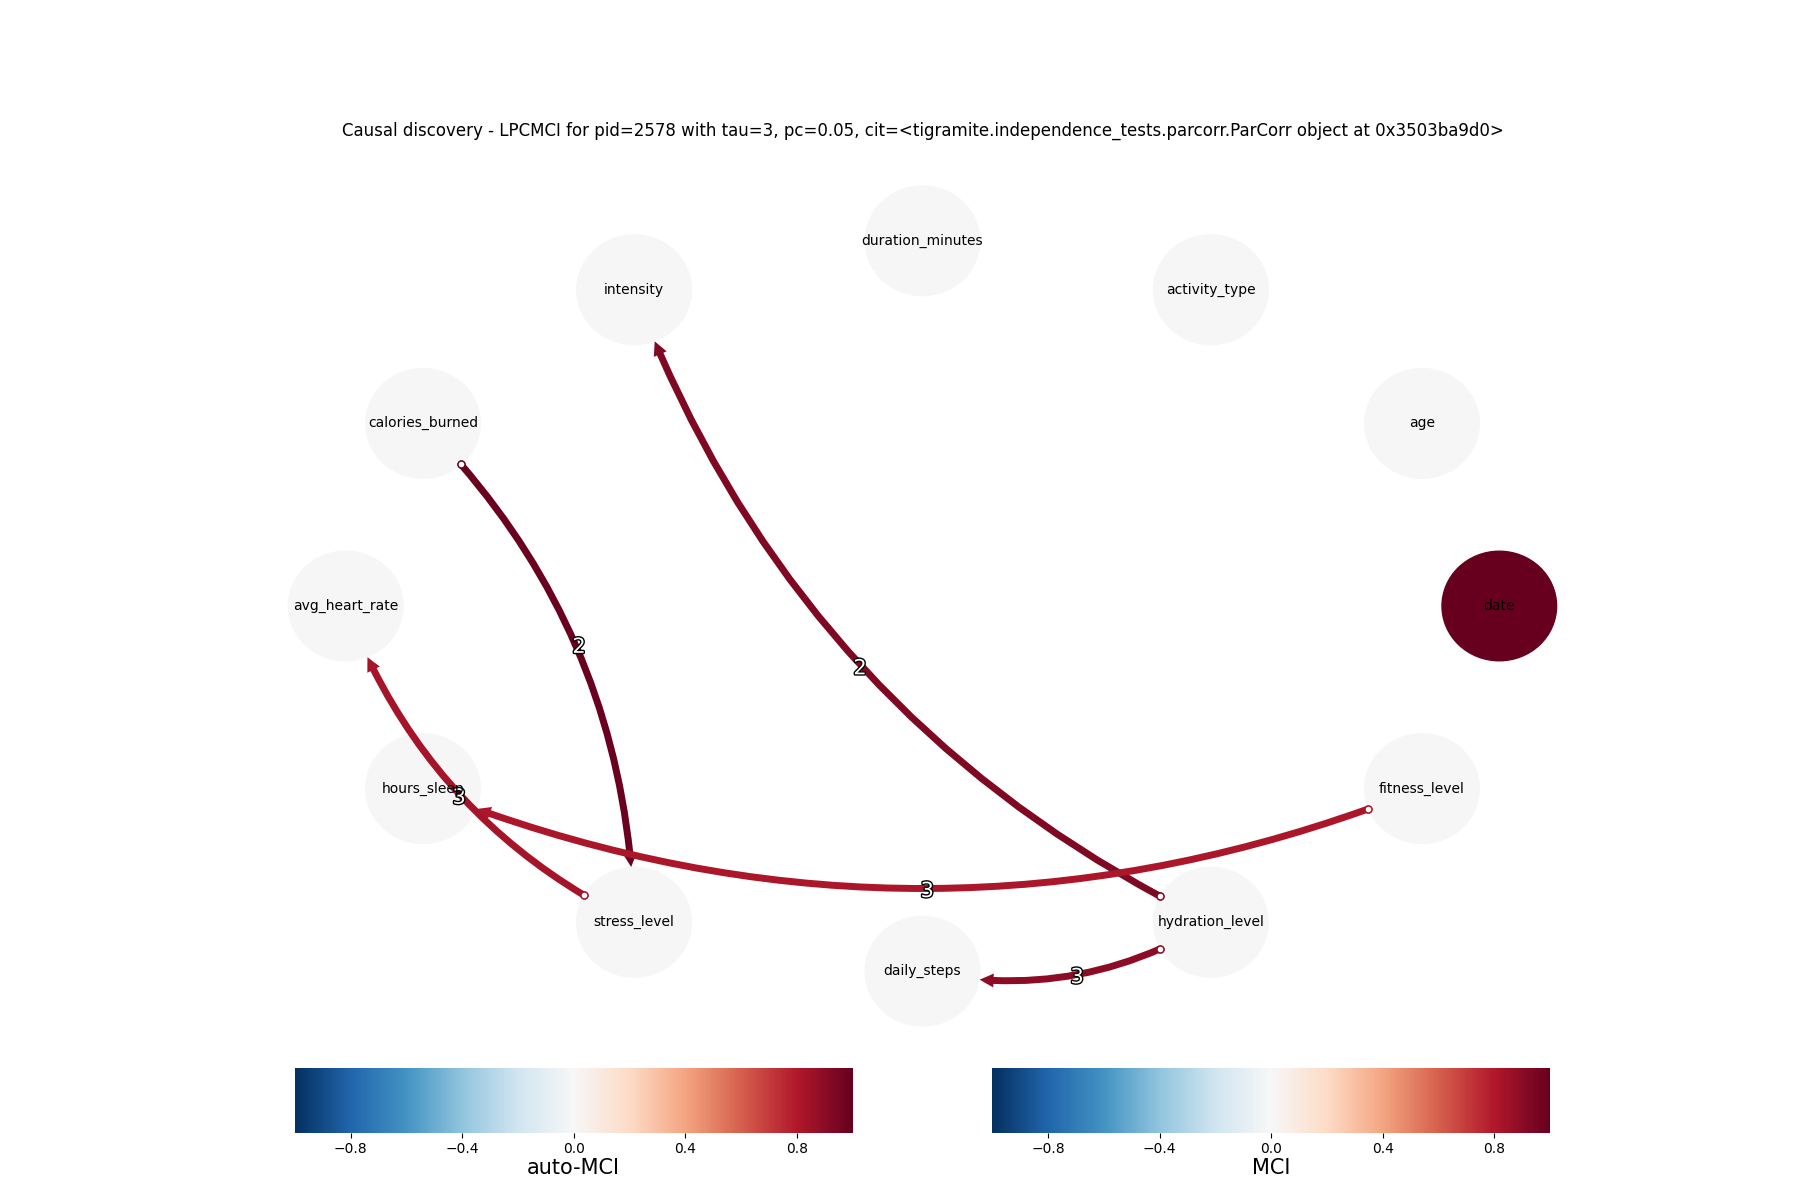 Causal discovery - LPCMCI for pid=2578 with tau=3, pc=0.05, cit=<tigramite.independence_tests.parcorr.ParCorr object at 0x3503ba9d0>
duration_minutes
intensity
activity_type
calories_burned
age
avg_heart_rate
date
2
2
hours_sleep
3
fitness_level
3
stress_level
hydration_level
daily_steps
3
−0.8 −0.4 0.0 0.4 0.8
auto-MCI
−0.8 −0.4 0.0 0.4 0.8
MCI